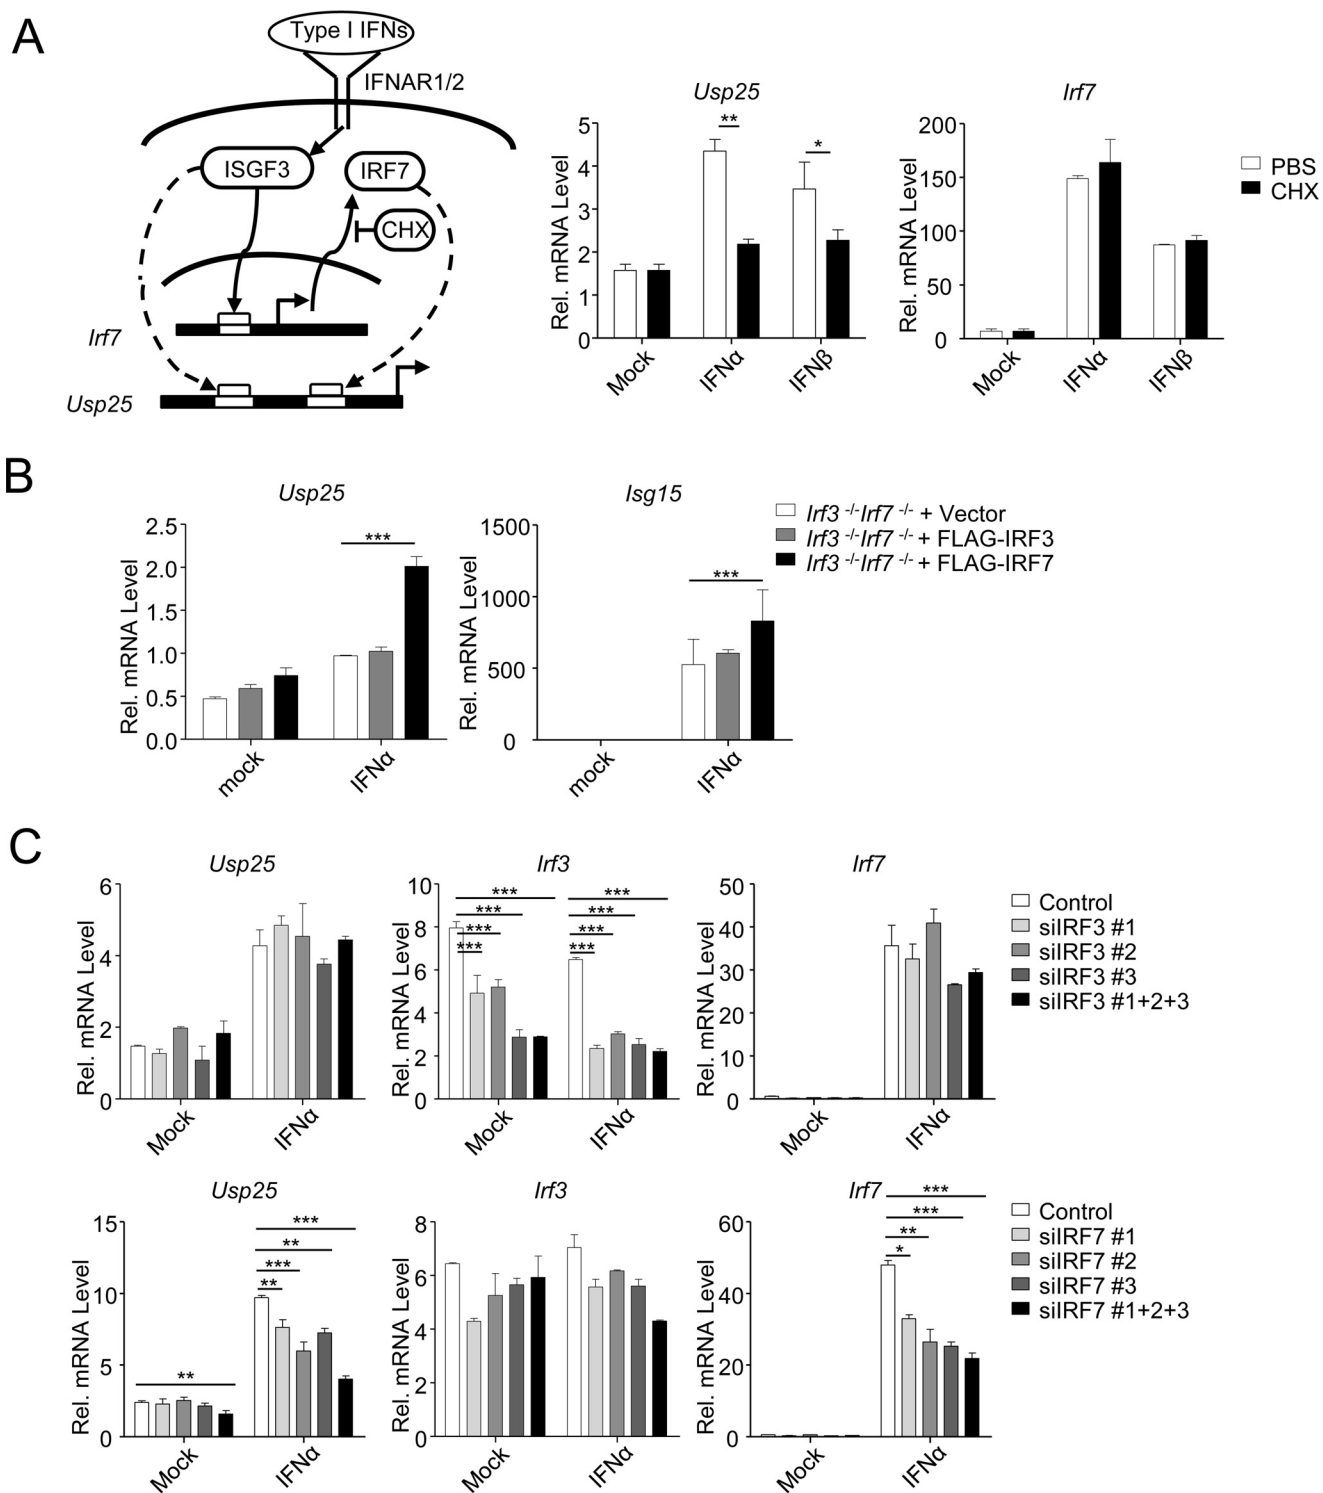 A
Type I IFNs
IFNAR1/2
ISGF3
IRF7
CHX
Irf7
Usp25
Usp25
Rel. mRNA Level
5
4
3
2
1
0
**
*
Mock
IFNα
IFNβ
Irf7
Rel. mRNA Level
200
150
100
50
0
Mock
IFNα
IFNβ
PBS
CHX
B
Usp25
Rel. mRNA Level
2.5
2.0
1.5
1.0
0.5
0.0
***
mock
IFNα
Isg15
Rel. mRNA Level
1500
1000
500
0
***
mock
IFNα
Irf3 -/-Irf7 -/- + Vector
Irf3 -/-Irf7 -/- + FLAG-IRF3
Irf3 -/-Irf7 -/- + FLAG-IRF7
C
Usp25
Rel. mRNA Level
6
4
2
0
Mock
IFNα
Irf3
Rel. mRNA Level
10
8
6
4
2
0
***
***
***
***
***
***
***
***
Mock
IFNα
Irf7
Rel. mRNA Level
50
40
30
20
10
0
Mock
IFNα
Control
siIRF3 #1
siIRF3 #2
siIRF3 #3
siIRF3 #1+2+3
Usp25
Rel. mRNA Level
15
10
5
0
**
***
**
***
**
Mock
IFNα
Irf3
Rel. mRNA Level
8
6
4
2
0
Mock
IFNα
Irf7
Rel. mRNA Level
60
40
20
0
***
***
**
*
Mock
IFNα
Control
siIRF7 #1
siIRF7 #2
siIRF7 #3
siIRF7 #1+2+3